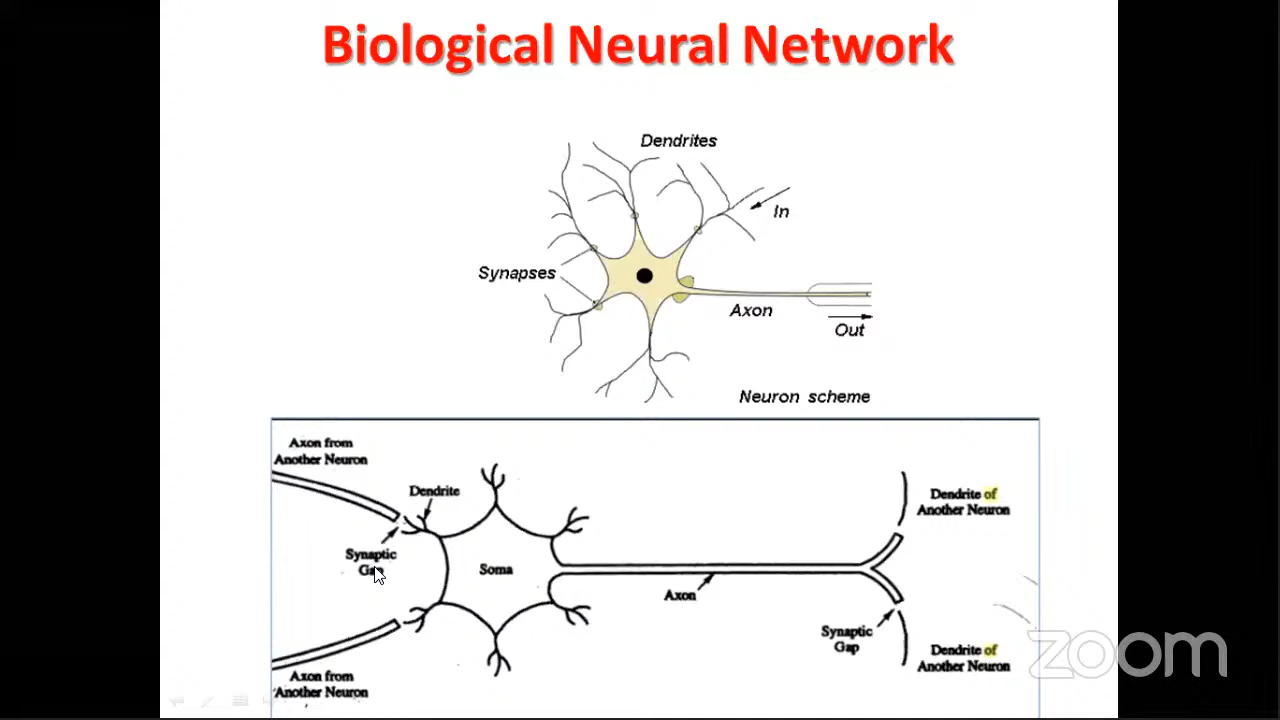 Biological Neural Network
Dendrites
In
Synapses
Axon
Out
Neuron scheme
Axon from
Another Neuron
Dendrite
Synaptic
Gap
Soma
Axon
Dendrite of
Another Neuron
Synaptic
Gap
Dendrite of
Another Neuron
Axon from
Another Neuron
zoom